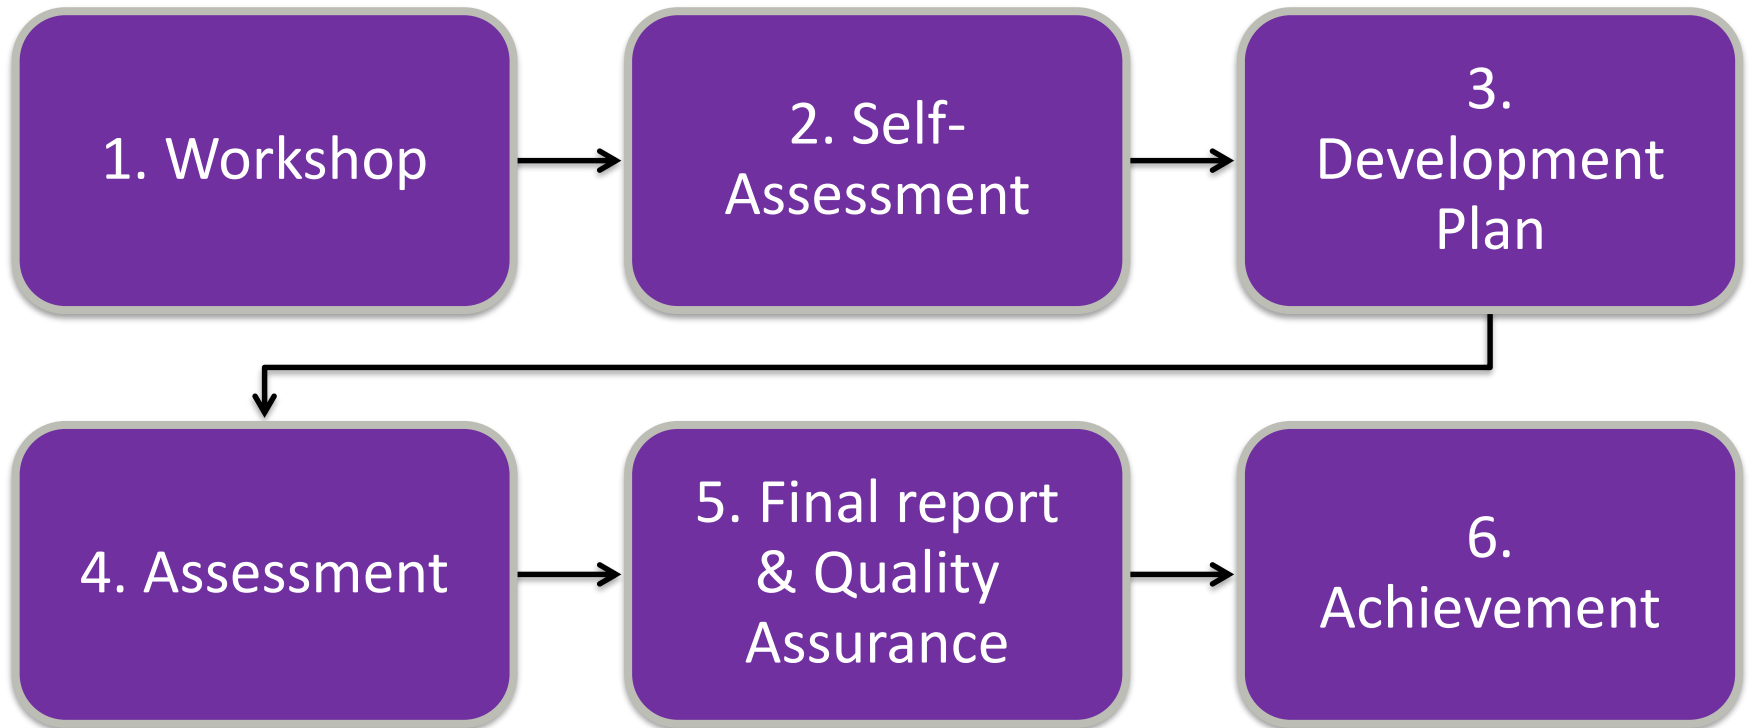 1. Workshop
2. Self-
Assessment
3.
Development
Plan
4. Assessment
5. Final report
& Quality
Assurance
6.
Achievement